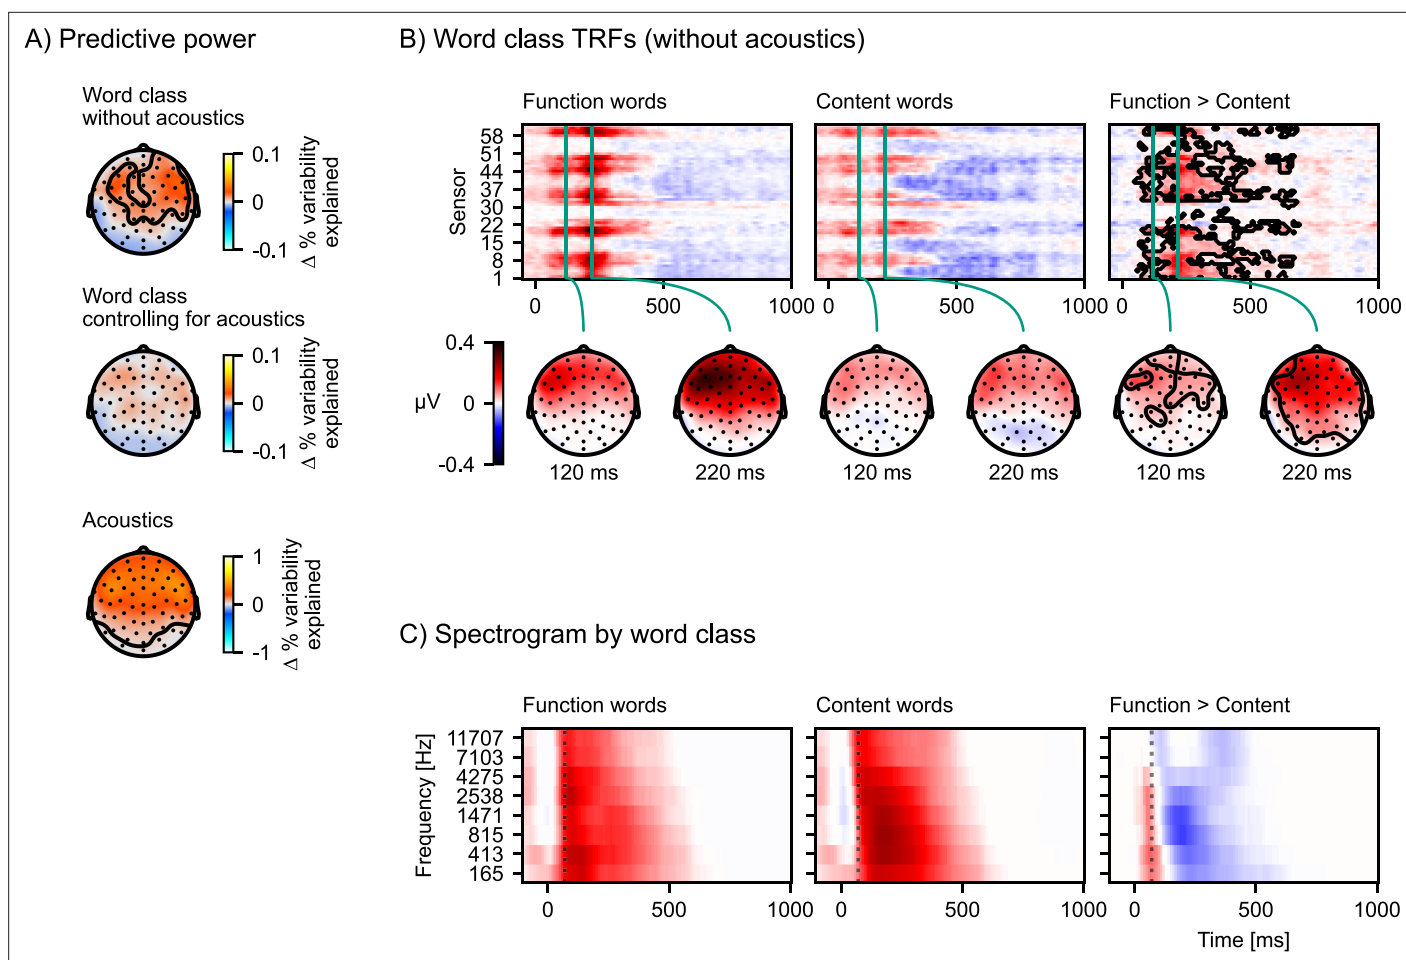 A) Predictive power
Word class
without acoustics
0.1
0
-0.1
Δ % variability
explained
Word class
controlling for acoustics
0.1
0
-0.1
Δ % variability
explained
Acoustics
1
0
-1
Δ % variability
explained
B) Word class TRFs (without acoustics)
Function words
Content words
Function > Content
Sensor
58
51
44
37
30
22
15
8
1
0 500 1000
0 500 1000
0 500 1000
0.4
0
-0.4
µV
120 ms
220 ms
120 ms
220 ms
120 ms
220 ms
C) Spectrogram by word class
Function words
Content words
Function > Content
Frequency [Hz]
11707
7103
4275
2538
1471
815
413
165
0 500 1000
0 500 1000
0 500 1000
Time [ms]